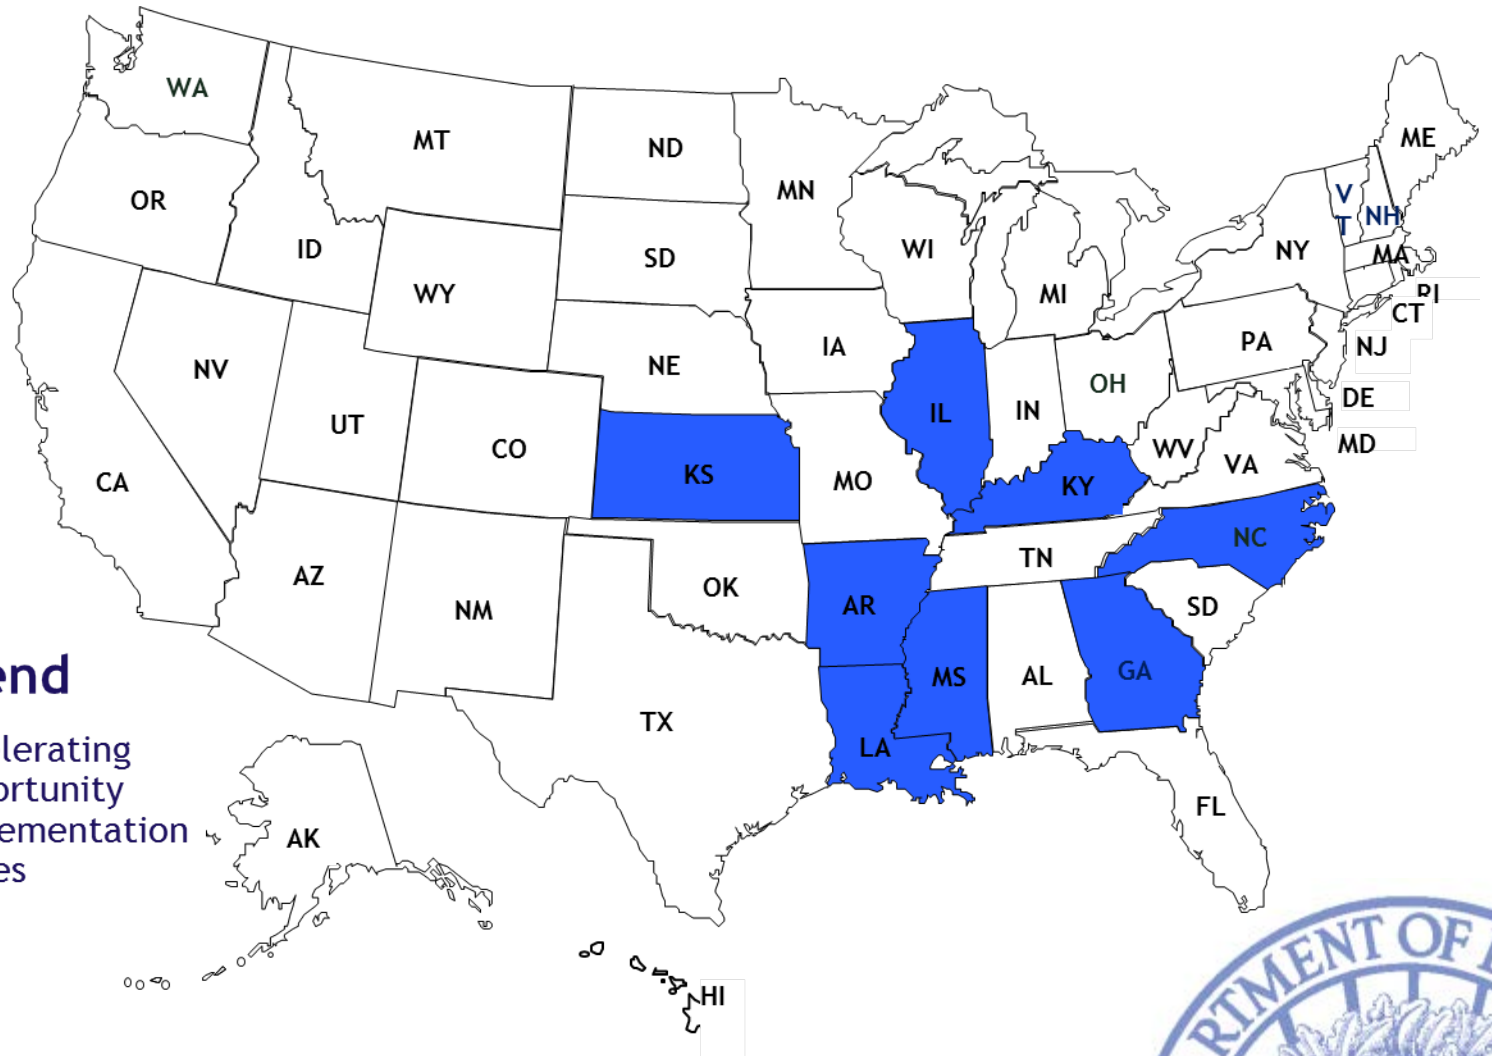 WA
MT
ND
MN
ME
OR
ID
SD
WI
V
T
NH
NY
MA
WY
MI
RI
CT
IA
PA
NJ
NV
NE
OH
DE
UT
CO
KS
MO
IL
IN
KY
WV
VA
MD
CA
AZ
NM
OK
AR
TN
NC
SD
MS
AL
GA
TX
LA
FL
AK
HI
end
lerating
ortunity
ementation
es
RTMENT OF